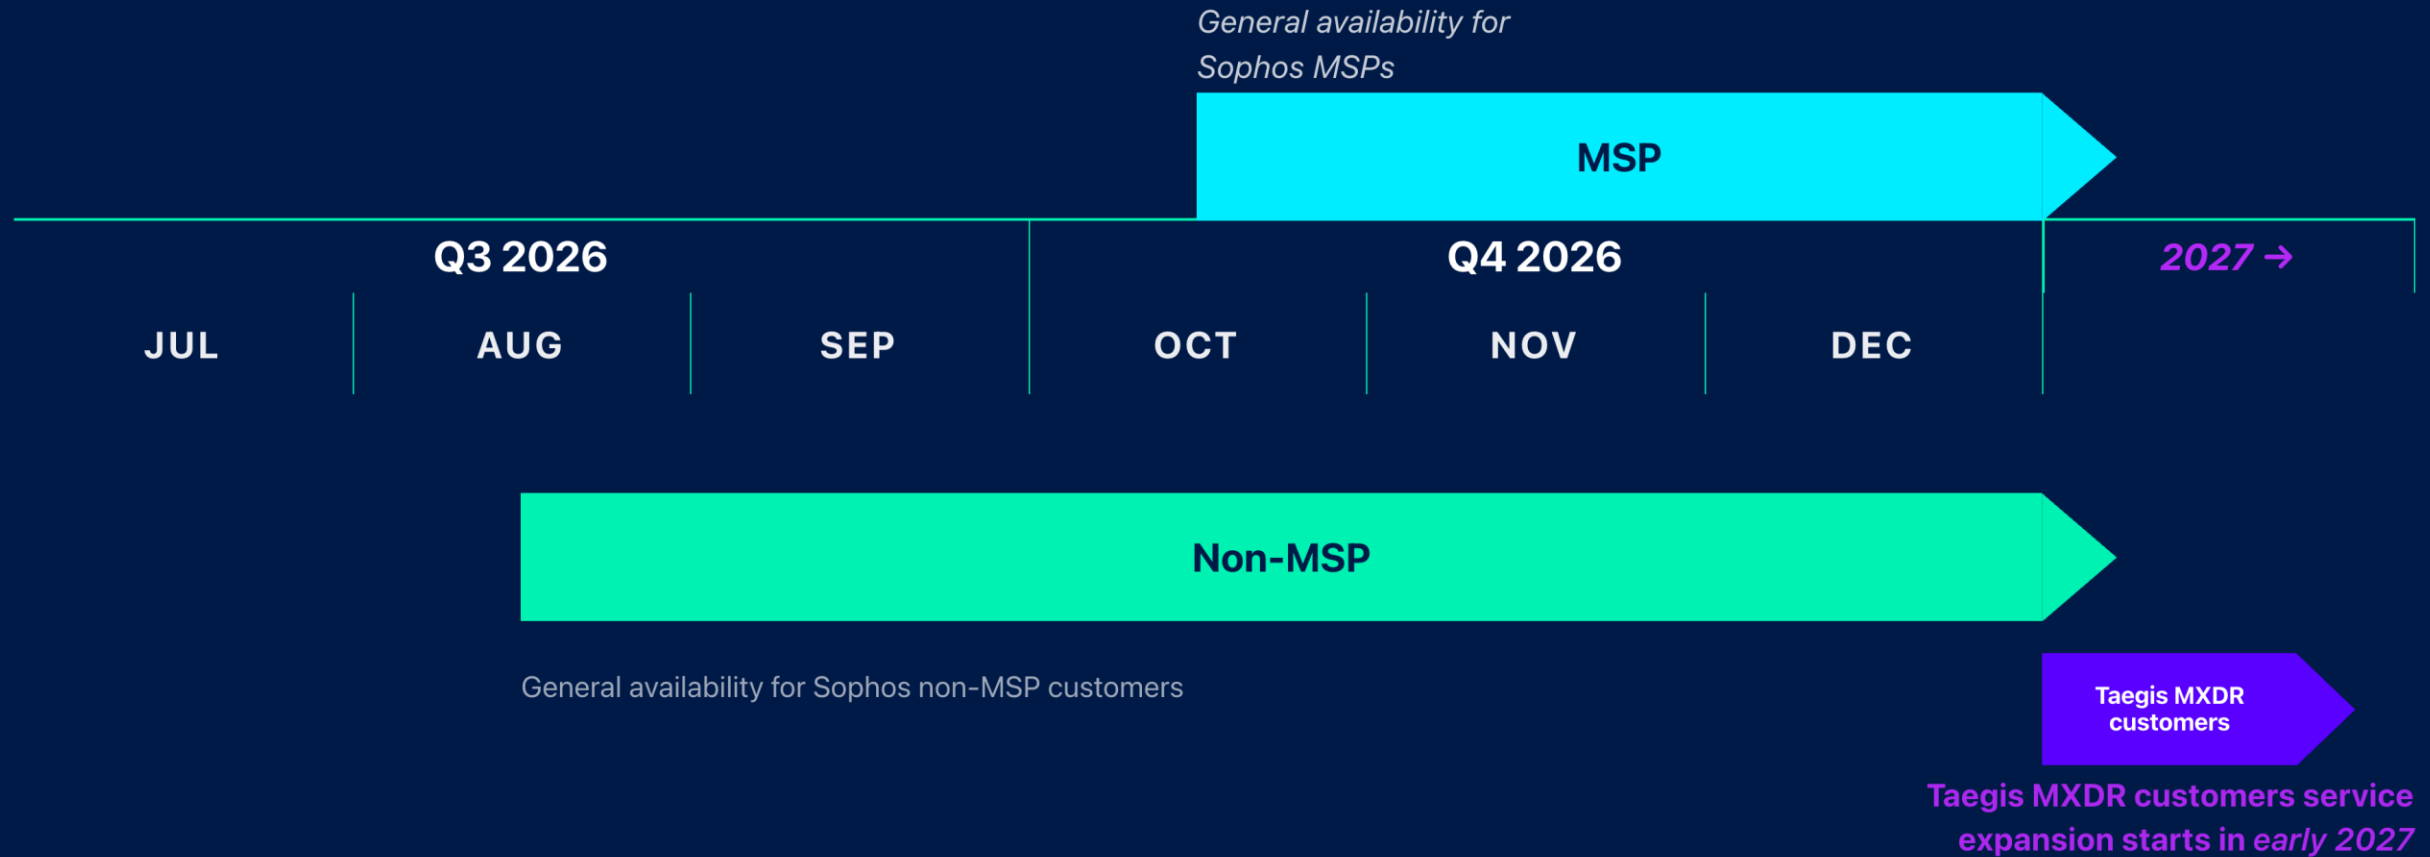 General availability for
Sophos MSPs
MSP
Q3 2026
Q4 2026
2027 →
JUL
AUG
SEP
OCT
NOV
DEC
Non-MSP
General availability for Sophos non-MSP customers
Taegis MXDR
customers
Taegis MXDR customers service
expansion starts in early 2027